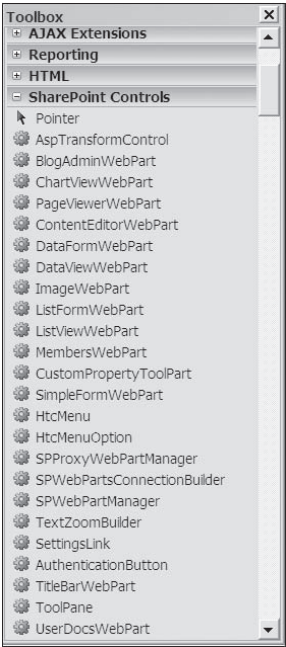 Toolbox
AJAX Extensions
Reporting
HTML
SharePoint Controls
Pointer
AspTransformControl
BlogAdminWebPart
ChartViewWebPart
PageViewerWebPart
ContentEditorWebPart
DataFormWebPart
DataViewWebPart
ImageWebPart
ListFormWebPart
ListViewWebPart
MembersWebPart
CustomPropertyToolPart
SimpleFormWebPart
HtcMenu
HtcMenuOption
SPProxyWebPartManager
SPWebPartsConnectionBuilder
SPWebPartManager
TextZoomBuilder
SettingsLink
AuthenticationButton
TitleBarWebPart
ToolPane
UserDocsWebPart